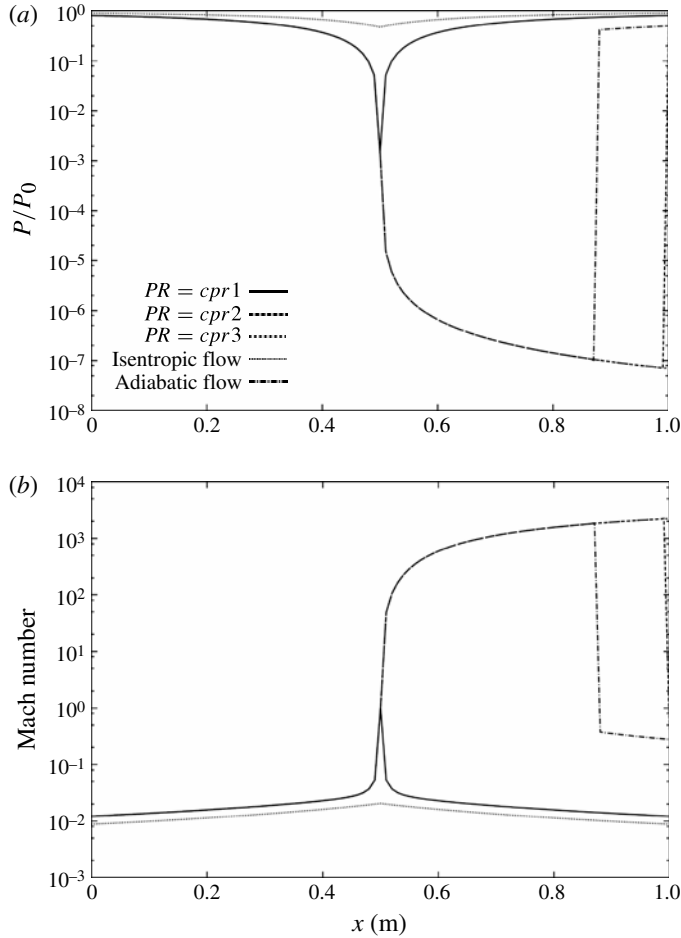 (a)
10^0
10^–1
10^–2
10^–3
10^–4
10^–5
10^–6
10^–7
10^–8
P/P_0
PR = cpr1
PR = cpr2
PR = cpr3
Isentropic flow
Adiabatic flow
0 0.2 0.4 0.6 0.8 1.0
(b)
10^4
10^3
10^2
10^1
10^0
10^–1
10^–2
10^–3
Mach number
0 0.2 0.4 0.6 0.8 1.0
x (m)